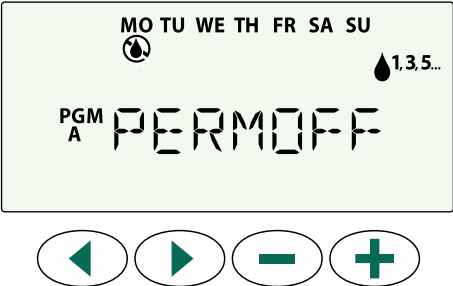 MO TU WE TH FR SA SU
1,3,5...
PGM
A
PERMOFF